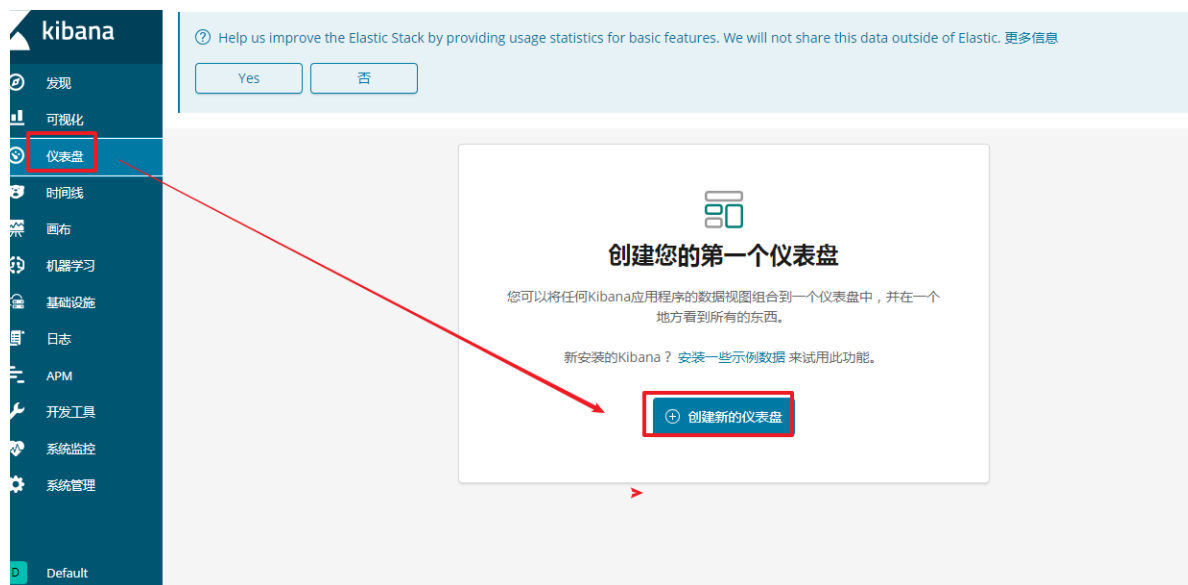 kibana
发现
可视化
仪表盘
时间线
画布
机器学习
基础设施
日志
APM
开发工具
系统监控
系统管理
D Default
Help us improve the Elastic Stack by providing usage statistics for basic features. We will not share this data outside of Elastic. 更多信息
Yes
否
创建您的第一个仪表盘
您可以将任何Kibana应用程序的数据视图组合到一个仪表盘中，并在一个
地方看到所有的东西。
新安装的Kibana？ 安装一些示例数据 来试用此功能。
创建新的仪表盘